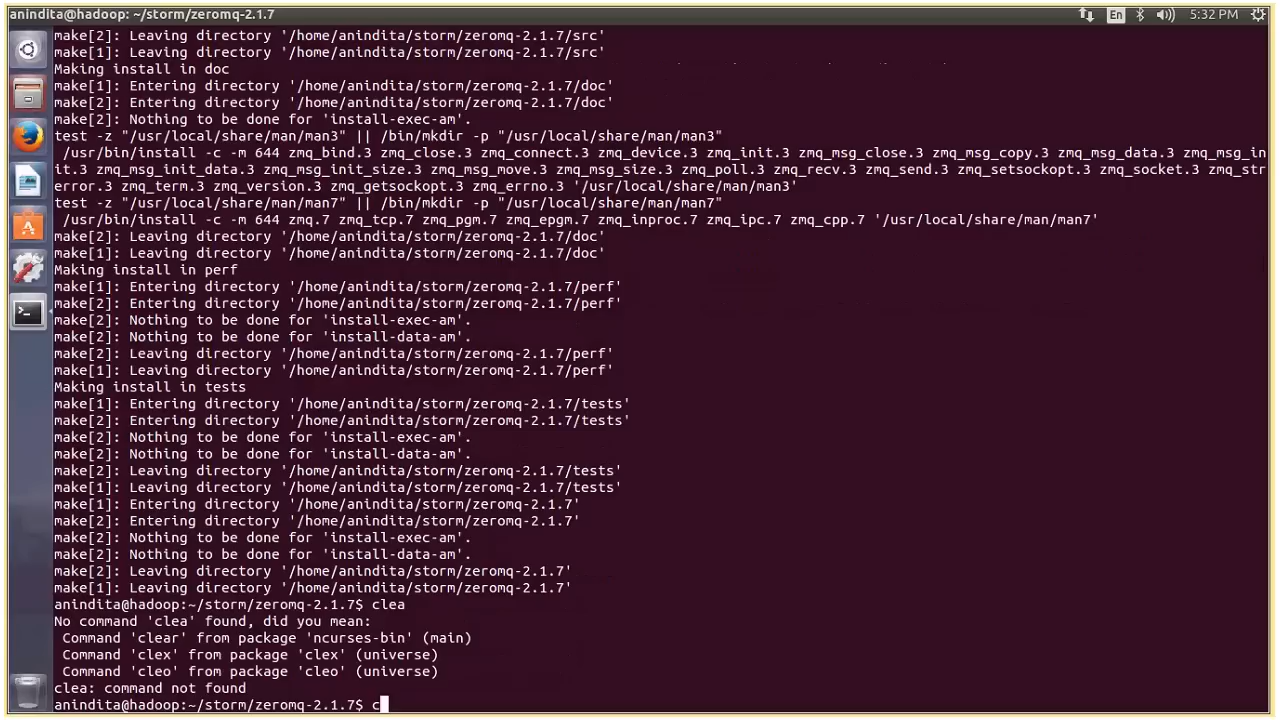 anindita@hadoop: ~/storm/zeromq-2.1.7
En
5:32 PM
make[2]: Leaving directory '/home/anindita/storm/zeromq-2.1.7/src'
make[1]: Leaving directory '/home/anindita/storm/zeromq-2.1.7/src'
Making install in doc
make[1]: Entering directory '/home/anindita/storm/zeromq-2.1.7/doc'
make[2]: Entering directory '/home/anindita/storm/zeromq-2.1.7/doc'
make[2]: Nothing to be done for 'install-exec-am'.
test -z "/usr/local/share/man/man3" || /bin/mkdir -p "/usr/local/share/man/man3"
/usr/bin/install -c -m 644 zmq_bind.3 zmq_close.3 zmq_connect.3 zmq_device.3 zmq_init.3 zmq_msg_close.3 zmq_msg_copy.3 zmq_msg_data.3 zmq_msg_in
it.3 zmq_msg_init_data.3 zmq_msg_init_size.3 zmq_msg_move.3 zmq_msg_size.3 zmq_poll.3 zmq_recv.3 zmq_send.3 zmq_setsockopt.3 zmq_socket.3 zmq_str
error.3 zmq_term.3 zmq_version.3 zmq_getsockopt.3 zmq_errno.3 '/usr/local/share/man/man3'
test -z "/usr/local/share/man/man7" || /bin/mkdir -p "/usr/local/share/man/man7"
/usr/bin/install -c -m 644 zmq.7 zmq_tcp.7 zmq_pgm.7 zmq_epgm.7 zmq_inproc.7 zmq_ipc.7 zmq_cpp.7 '/usr/local/share/man/man7'
make[2]: Leaving directory '/home/anindita/storm/zeromq-2.1.7/doc'
make[1]: Leaving directory '/home/anindita/storm/zeromq-2.1.7/doc'
Making install in perf
make[1]: Entering directory '/home/anindita/storm/zeromq-2.1.7/perf'
make[2]: Entering directory '/home/anindita/storm/zeromq-2.1.7/perf'
make[2]: Nothing to be done for 'install-exec-am'.
make[2]: Nothing to be done for 'install-data-am'.
make[2]: Leaving directory '/home/anindita/storm/zeromq-2.1.7/perf'
make[1]: Leaving directory '/home/anindita/storm/zeromq-2.1.7/perf'
Making install in tests
make[1]: Entering directory '/home/anindita/storm/zeromq-2.1.7/tests'
make[2]: Entering directory '/home/anindita/storm/zeromq-2.1.7/tests'
make[2]: Nothing to be done for 'install-exec-am'.
make[2]: Nothing to be done for 'install-data-am'.
make[2]: Leaving directory '/home/anindita/storm/zeromq-2.1.7/tests'
make[1]: Leaving directory '/home/anindita/storm/zeromq-2.1.7/tests'
make[1]: Entering directory '/home/anindita/storm/zeromq-2.1.7'
make[2]: Entering directory '/home/anindita/storm/zeromq-2.1.7'
make[2]: Nothing to be done for 'install-exec-am'.
make[2]: Nothing to be done for 'install-data-am'.
make[2]: Leaving directory '/home/anindita/storm/zeromq-2.1.7'
make[1]: Leaving directory '/home/anindita/storm/zeromq-2.1.7'
anindita@hadoop:~/storm/zeromq-2.1.7$ clea
No command 'clea' found, did you mean:
Command 'clear' from package 'ncurses-bin' (main)
Command 'clex' from package 'clex' (universe)
Command 'cleo' from package 'cleo' (universe)
clea: command not found
anindita@hadoop:~/storm/zeromq-2.1.7$ c